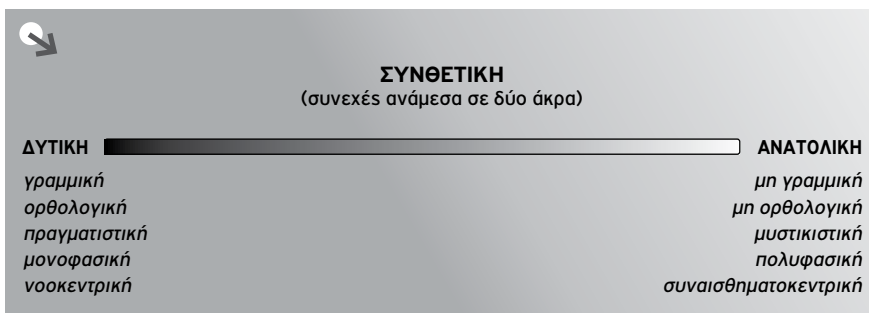 ΣΥΝΘΕΤΙΚΗ
(συνεχές ανάμεσα σε δύο άκρα)
ΔΥΤΙΚΗ ΑΝΑΤΟΛΙΚΗ
γραμμική μη γραμμική
ορθολογική μη ορθολογική
πραγματιστική μυστικιστική
μονοφασική πολυφασική
νοοκεντρική συναισθηματοκεντρική